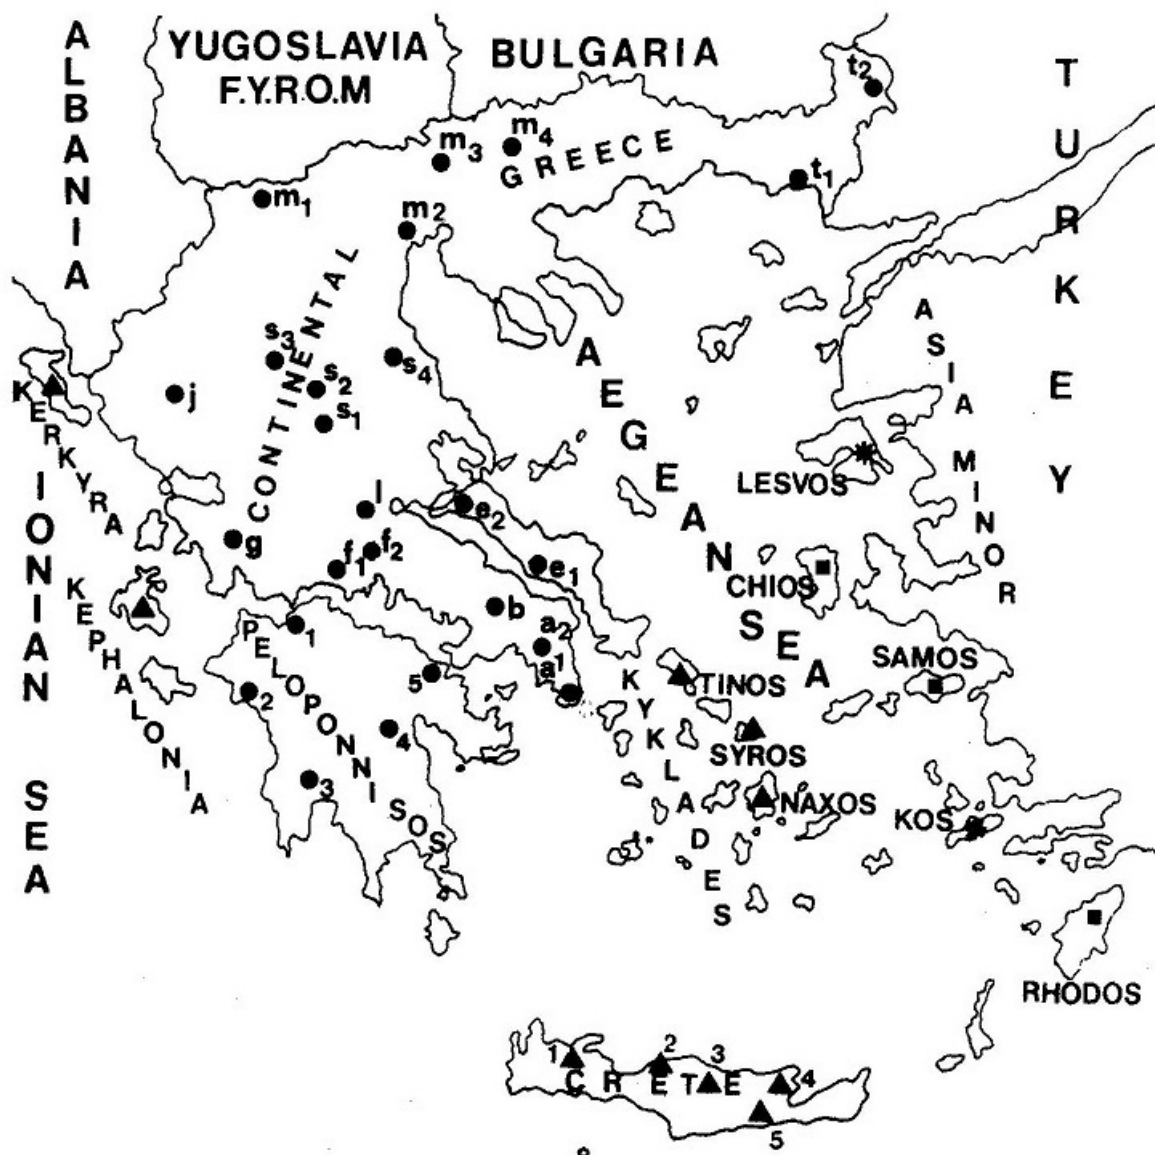 ALBANIA
YUGOSLAVIA
F.Y.R.O.M
BULGARIA
TURKEY
t2
m3
m4
GREECE
t1
m1
m2
CONTINENTAL
ASIA MINOR
s3
s2
s4
s1
j
KERKYRA
AEGEAN SEA
LESVOS
IONIAN SEA
l
e2
g
f1
f2
e1
CHIOS
KEPHALONIA
b
a2
a1
1
PELOPONNISOS
5
2
4
3
KYKLADES
TINOS
SAMOS
SYROS
NAXOS
KOS
RHODOS
1
2
3
CRETE
4
5